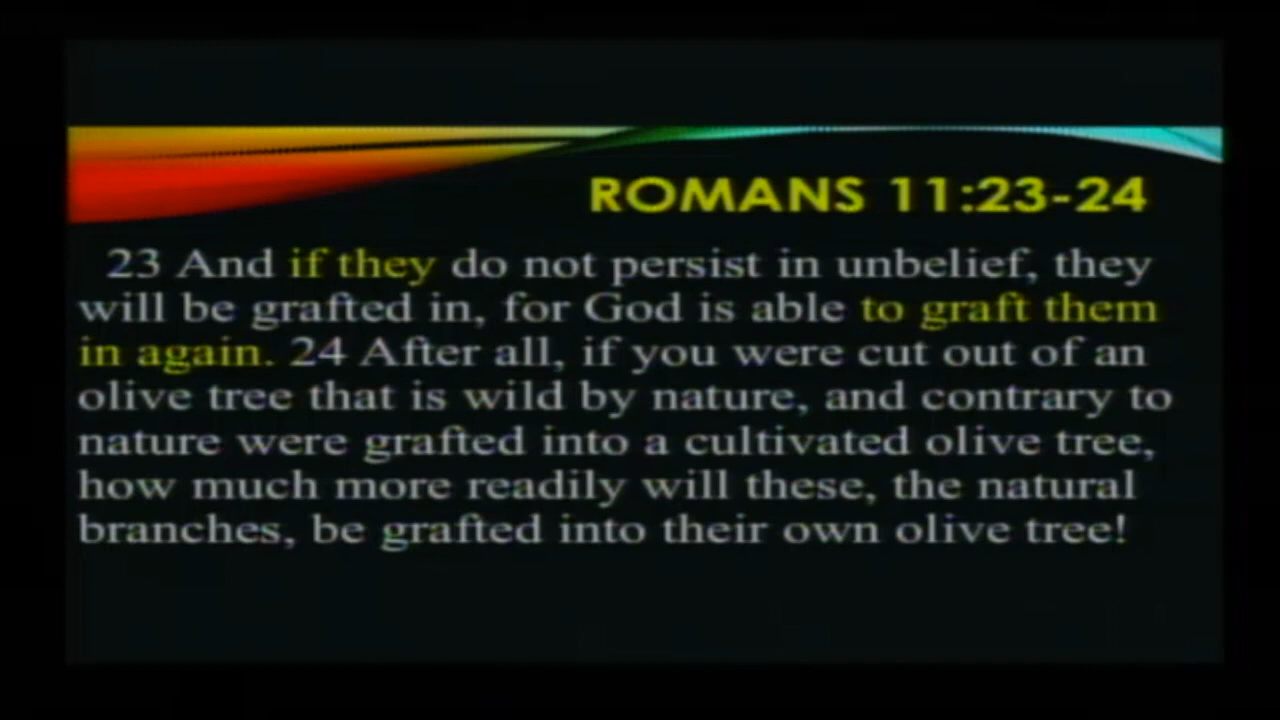 ROMANS 11:23-24
23 And if they do not persist in unbelief, they
will be grafted in, for God is able to graft them
in again. 24 After all, if you were cut out of an
olive tree that is wild by nature, and contrary to
nature were grafted into a cultivated olive tree,
how much more readily will these, the natural
branches, be grafted into their own olive tree!